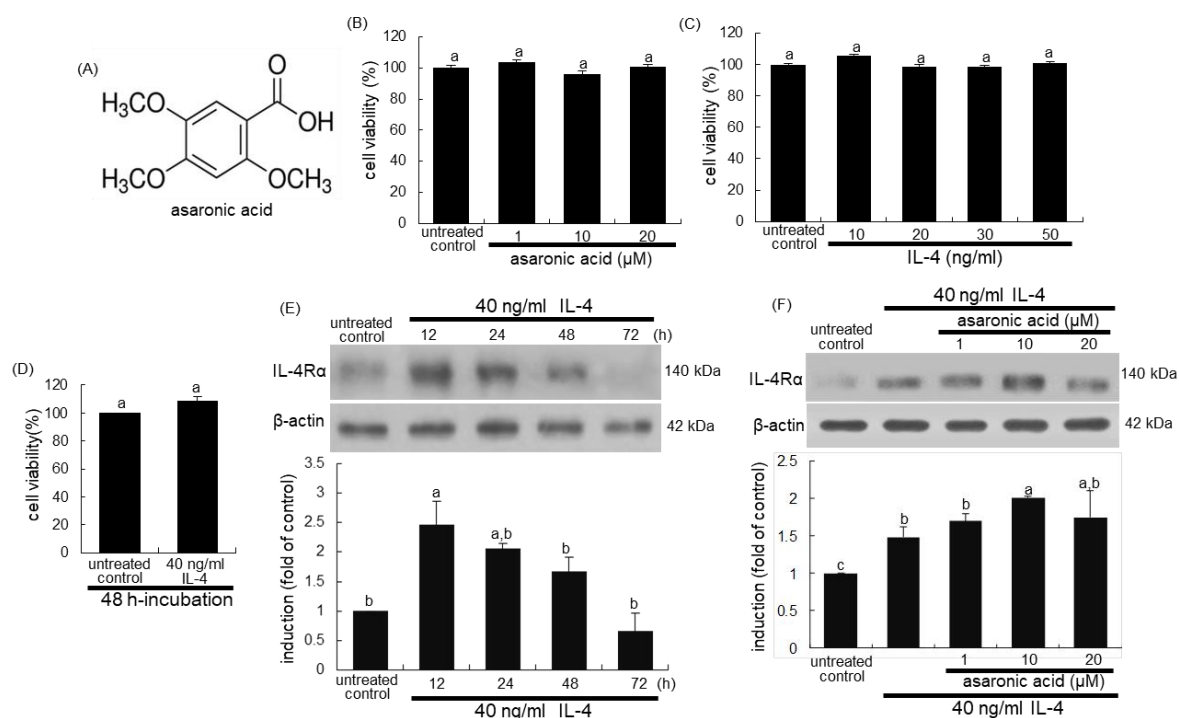 (A)
O
OH
H₃CO
H₃CO
OCH₃
asaronic acid
(B)
cell viability (%)
120
100
80
60
40
20
0
a a a a
untreated
control
1 10 20
asaronic acid (µM)
(C)
cell viability (%)
120
100
80
60
40
20
0
a a a a a
untreated
control
10 20 30 50
IL-4 (ng/ml)
(D)
cell viability(%)
120
100
80
60
40
20
0
a a
untreated
control
40 ng/ml
IL-4
48 h-incubation
(E)
40 ng/ml IL-4
untreated
control
12 24 48 72 (h)
IL-4Rα 140 kDa
β-actin 42 kDa
induction (fold of control)
3.5
3
2.5
2
1.5
1
0.5
0
b a a,b b b
untreated
control
12 24 48 72 (h)
40 ng/ml IL-4
(F)
40 ng/ml IL-4
asaronic acid (µM)
untreated
control
1 10 20
IL-4Rα 140 kDa
β-actin 42 kDa
induction (fold of control)
2.5
2
1.5
1
0.5
0
c b b a a,b
untreated
control
1 10 20
asaronic acid (µM)
40 ng/ml IL-4